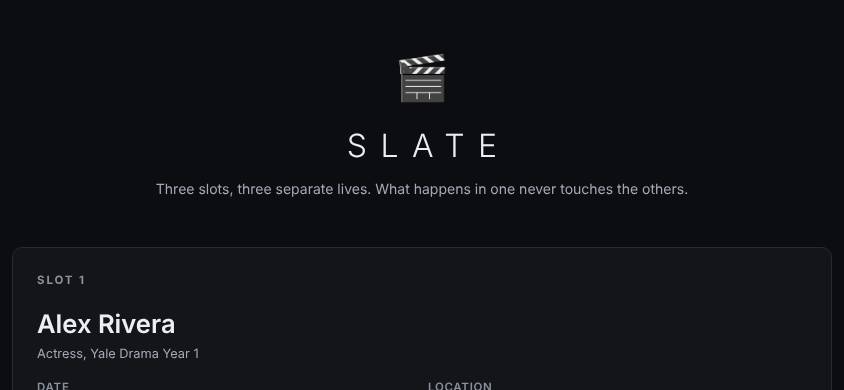 SLATE
Three slots, three separate lives. What happens in one never touches the others.
SLOT 1
Alex Rivera
Actress, Yale Drama Year 1
DATE LOCATION